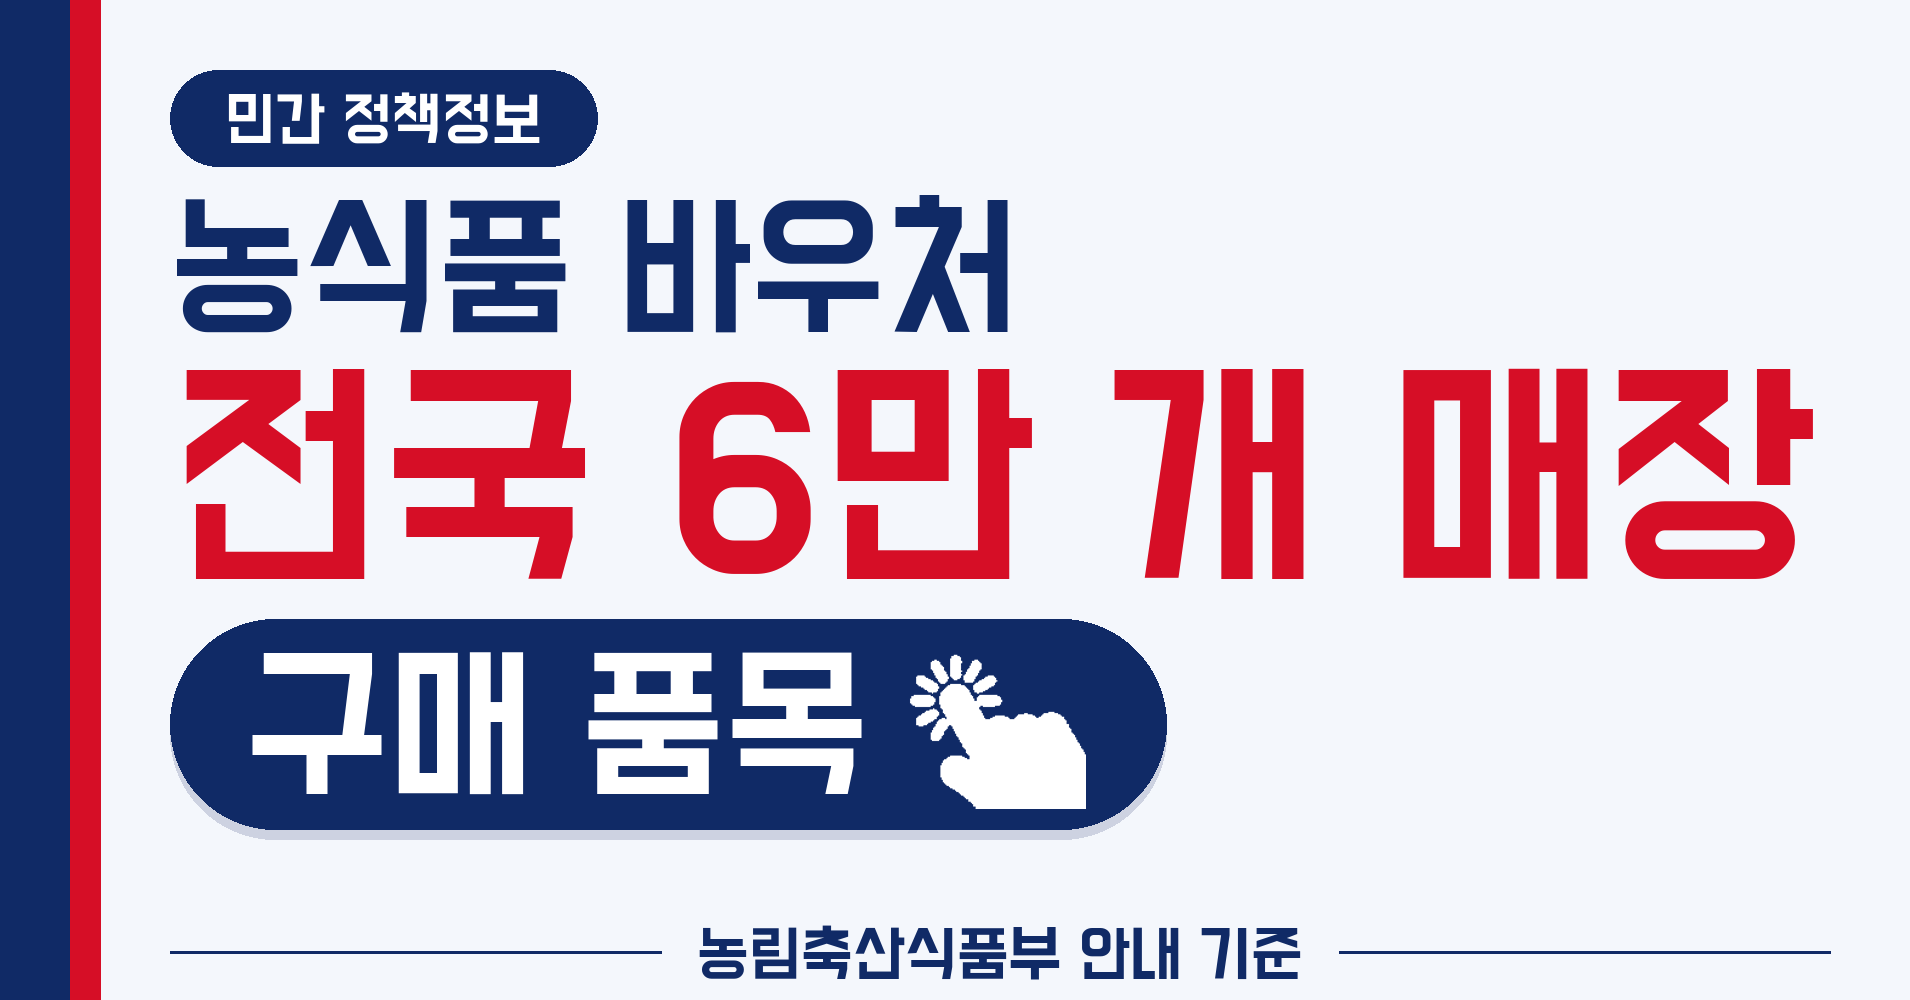 민간 정책정보
농식품 바우처
전국 6만 개 매장
구매 품목
농림축산식품부 안내 기준